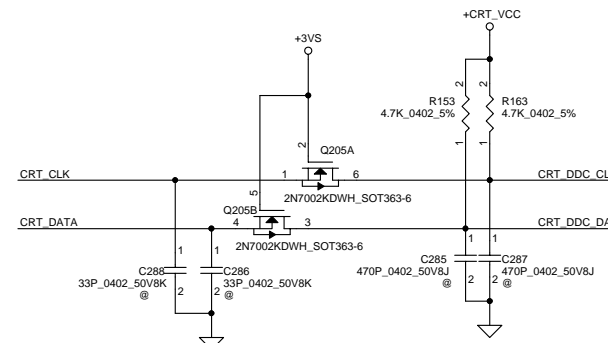 +CRT_VCC
+3VS
R153
4.7K_0402_5%
R163
4.7K_0402_5%
2
2
1
1
2
Q205A
CRT_CLK
1
6
CRT_DDC_CL
2N7002KDWH_SOT363-6
5
Q205B
CRT_DATA
4
3
CRT_DDC_DA
2N7002KDWH_SOT363-6
1
1
C288
33P_0402_50V8K
@
2
C286
33P_0402_50V8K
@
2
1
1
C285
470P_0402_50V8J
@
2
C287
470P_0402_50V8J
@
2